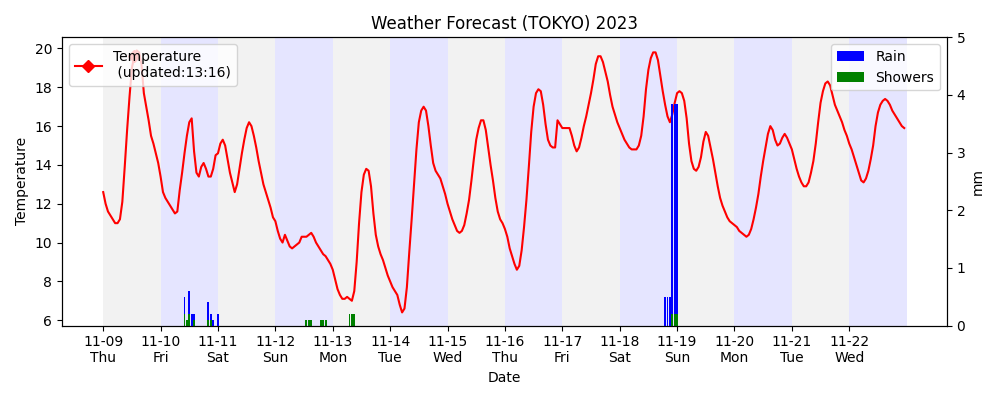 Weather Forecast (TOKYO) 2023
Temperature
(updated:13:16)
Rain
Showers
20
18
16
14
12
10
8
6
Temperature
5
4
3
2
1
0
mm
11-09 11-10 11-11 11-12 11-13 11-14 11-15 11-16 11-17 11-18 11-19 11-20 11-21 11-22
Thu Fri Sat Sun Mon Tue Wed Thu Fri Sat Sun Mon Tue Wed
Date